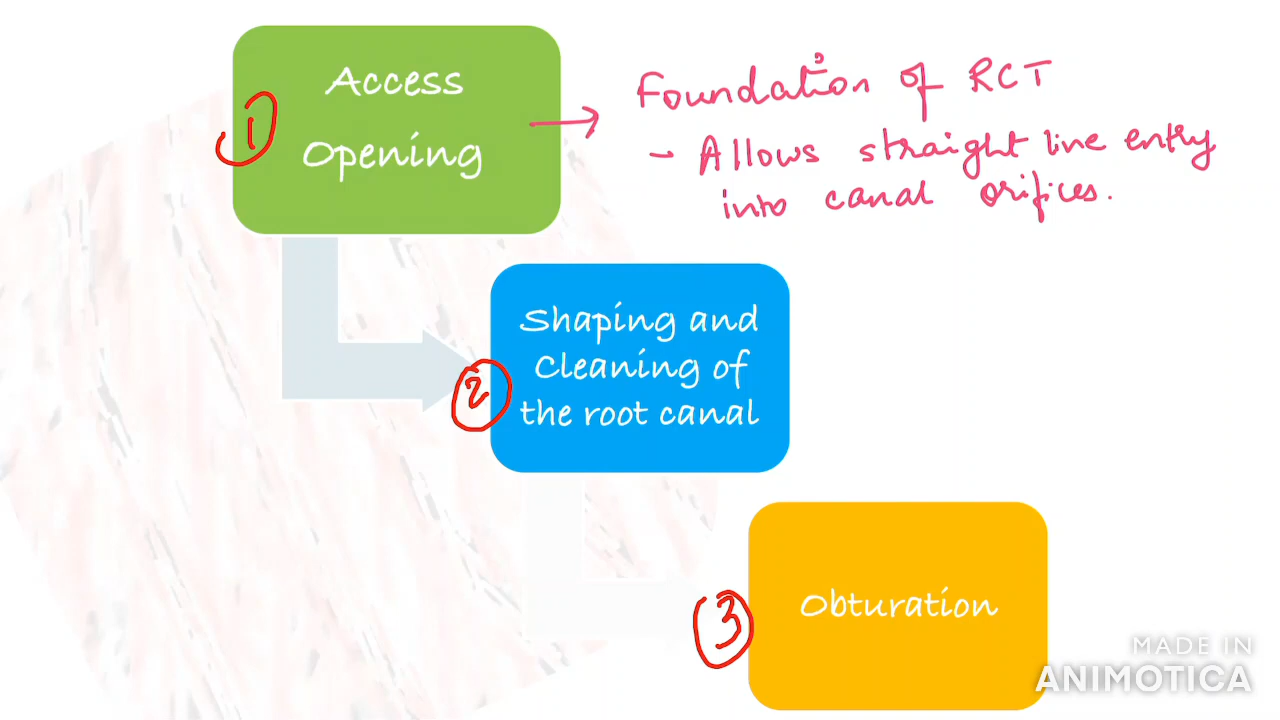 Access
Opening
1
Foundation of RCT
- Allows straight line entry
into canal orifices.
Shaping and
Cleaning of
the root canal
2
Obturation
3
MADE IN
ANIMOTICA